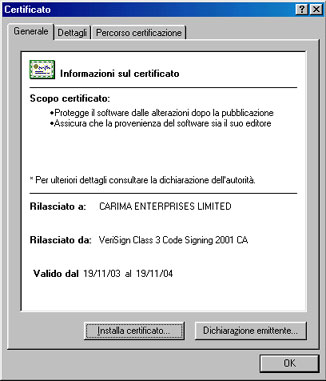 Certificato
Generale
Dettagli
Percorso certificazione
Informazioni sul certificato
Scopo certificato:
•Protegge il software dalle alterazioni dopo la pubblicazione
•Assicura che la provenienza del software sia il suo editore
* Per ulteriori dettagli consultare la dichiarazione dell'autorità.
Rilasciato a: CARIMA ENTERPRISES LIMITED
Rilasciato da: VeriSign Class 3 Code Signing 2001 CA
Valido dal 19/11/03 al 19/11/04
Installa certificato...
Dichiarazione emittente...
OK